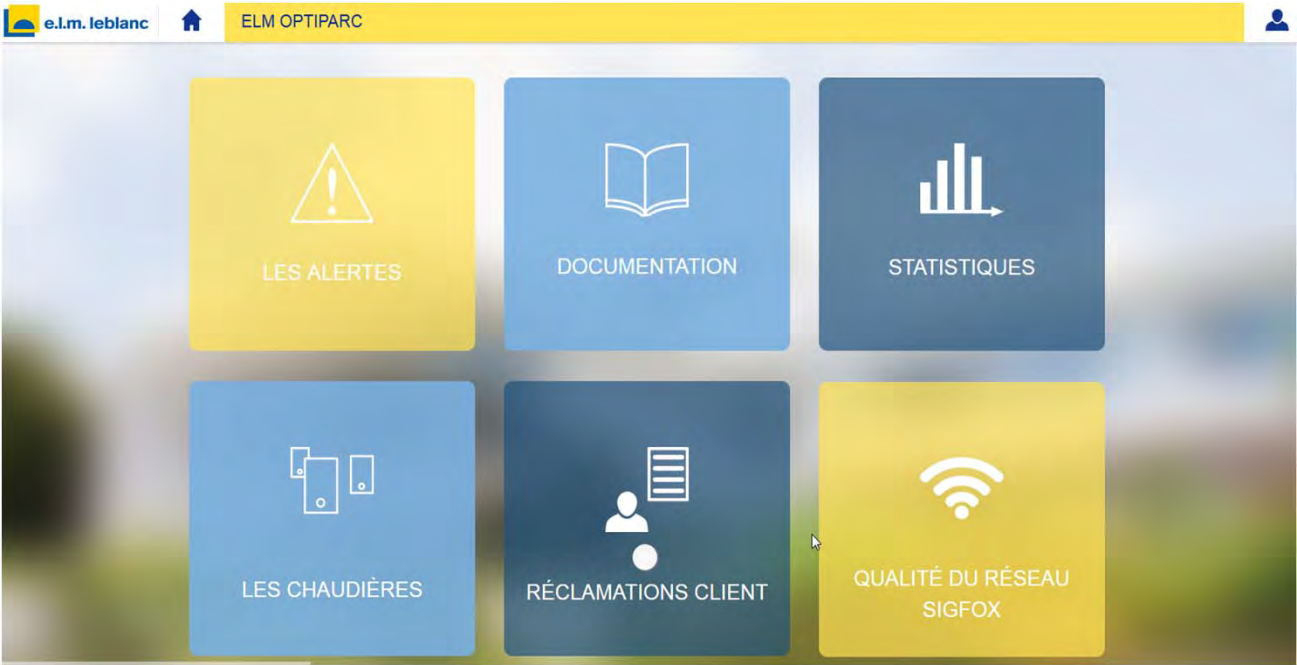 e.l.m. leblanc
ELM OPTIPARC
LES ALERTES
DOCUMENTATION
STATISTIQUES
LES CHAUDIÈRES
RÉCLAMATIONS CLIENT
QUALITÉ DU RÉSEAU
SIGFOX